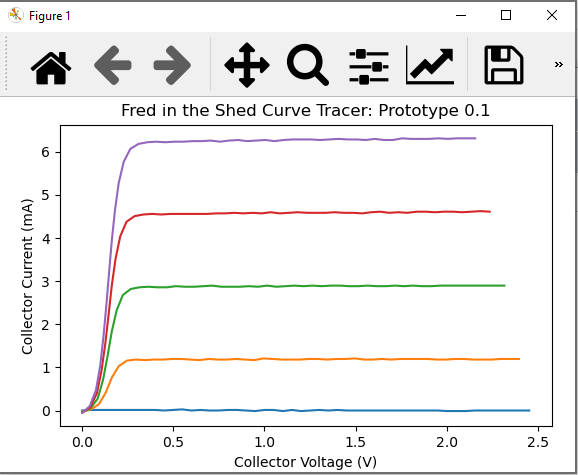 Figure 1
»
Fred in the Shed Curve Tracer: Prototype 0.1
6
5
4
3
2
1
0
Collector Current (mA)
0.0 0.5 1.0 1.5 2.0 2.5
Collector Voltage (V)